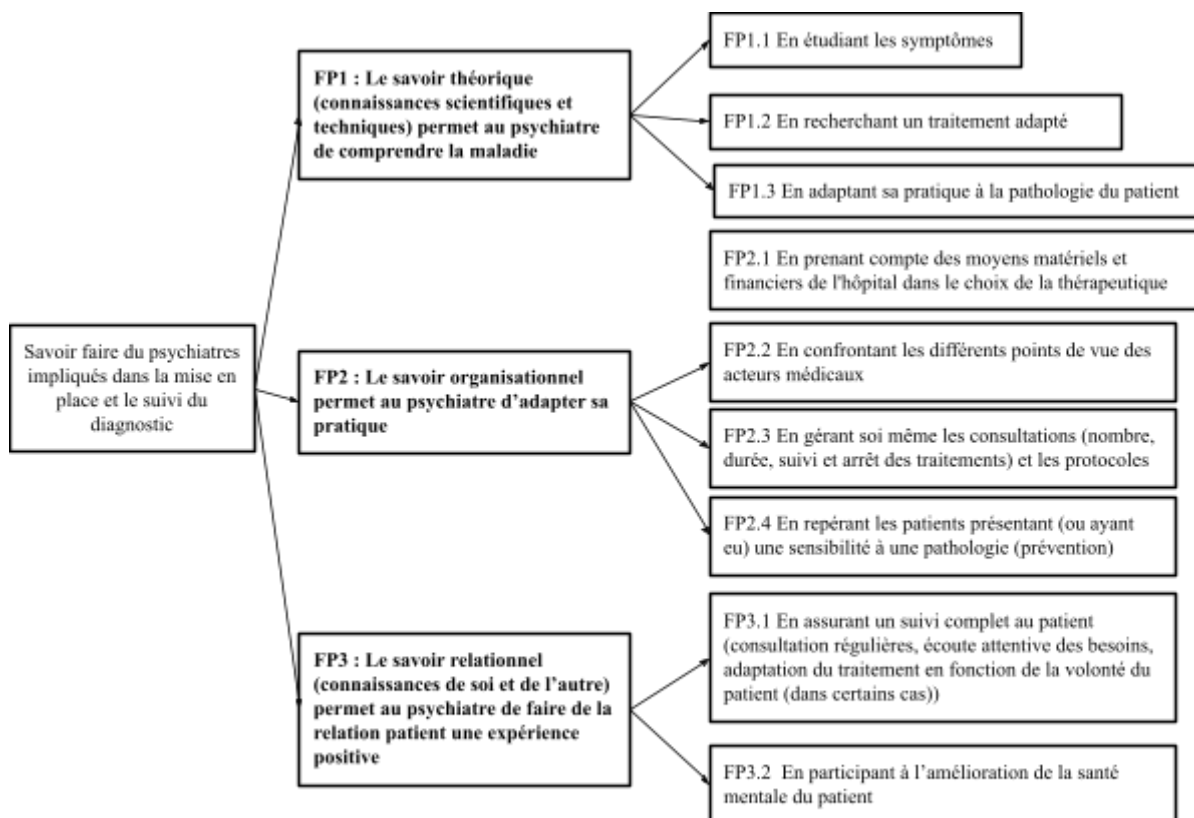 Savoir faire du psychiatres
impliqués dans la mise en
place et le suivi du
diagnostic
FP1 : Le savoir théorique
(connaissances scientifiques et
techniques) permet au psychiatre
de comprendre la maladie
FP1.1 En étudiant les symptômes
FP1.2 En recherchant un traitement adapté
FP1.3 En adaptant sa pratique à la pathologie du patient
FP2 : Le savoir organisationnel
permet au psychiatre d’adapter sa
pratique
FP2.1 En prenant compte des moyens matériels et
financiers de l'hôpital dans le choix de la thérapeutique
FP2.2 En confrontant les différents points de vue des
acteurs médicaux
FP2.3 En gérant soi même les consultations (nombre,
durée, suivi et arrêt des traitements) et les protocoles
FP2.4 En repérant les patients présentant (ou ayant
eu) une sensibilité à une pathologie (prévention)
FP3 : Le savoir relationnel
(connaissances de soi et de l’autre)
permet au psychiatre de faire de la
relation patient une expérience
positive
FP3.1 En assurant un suivi complet au patient
(consultation régulières, écoute attentive des besoins,
adaptation du traitement en fonction de la volonté du
patient (dans certains cas))
FP3.2 En participant à l’amélioration de la santé
mentale du patient